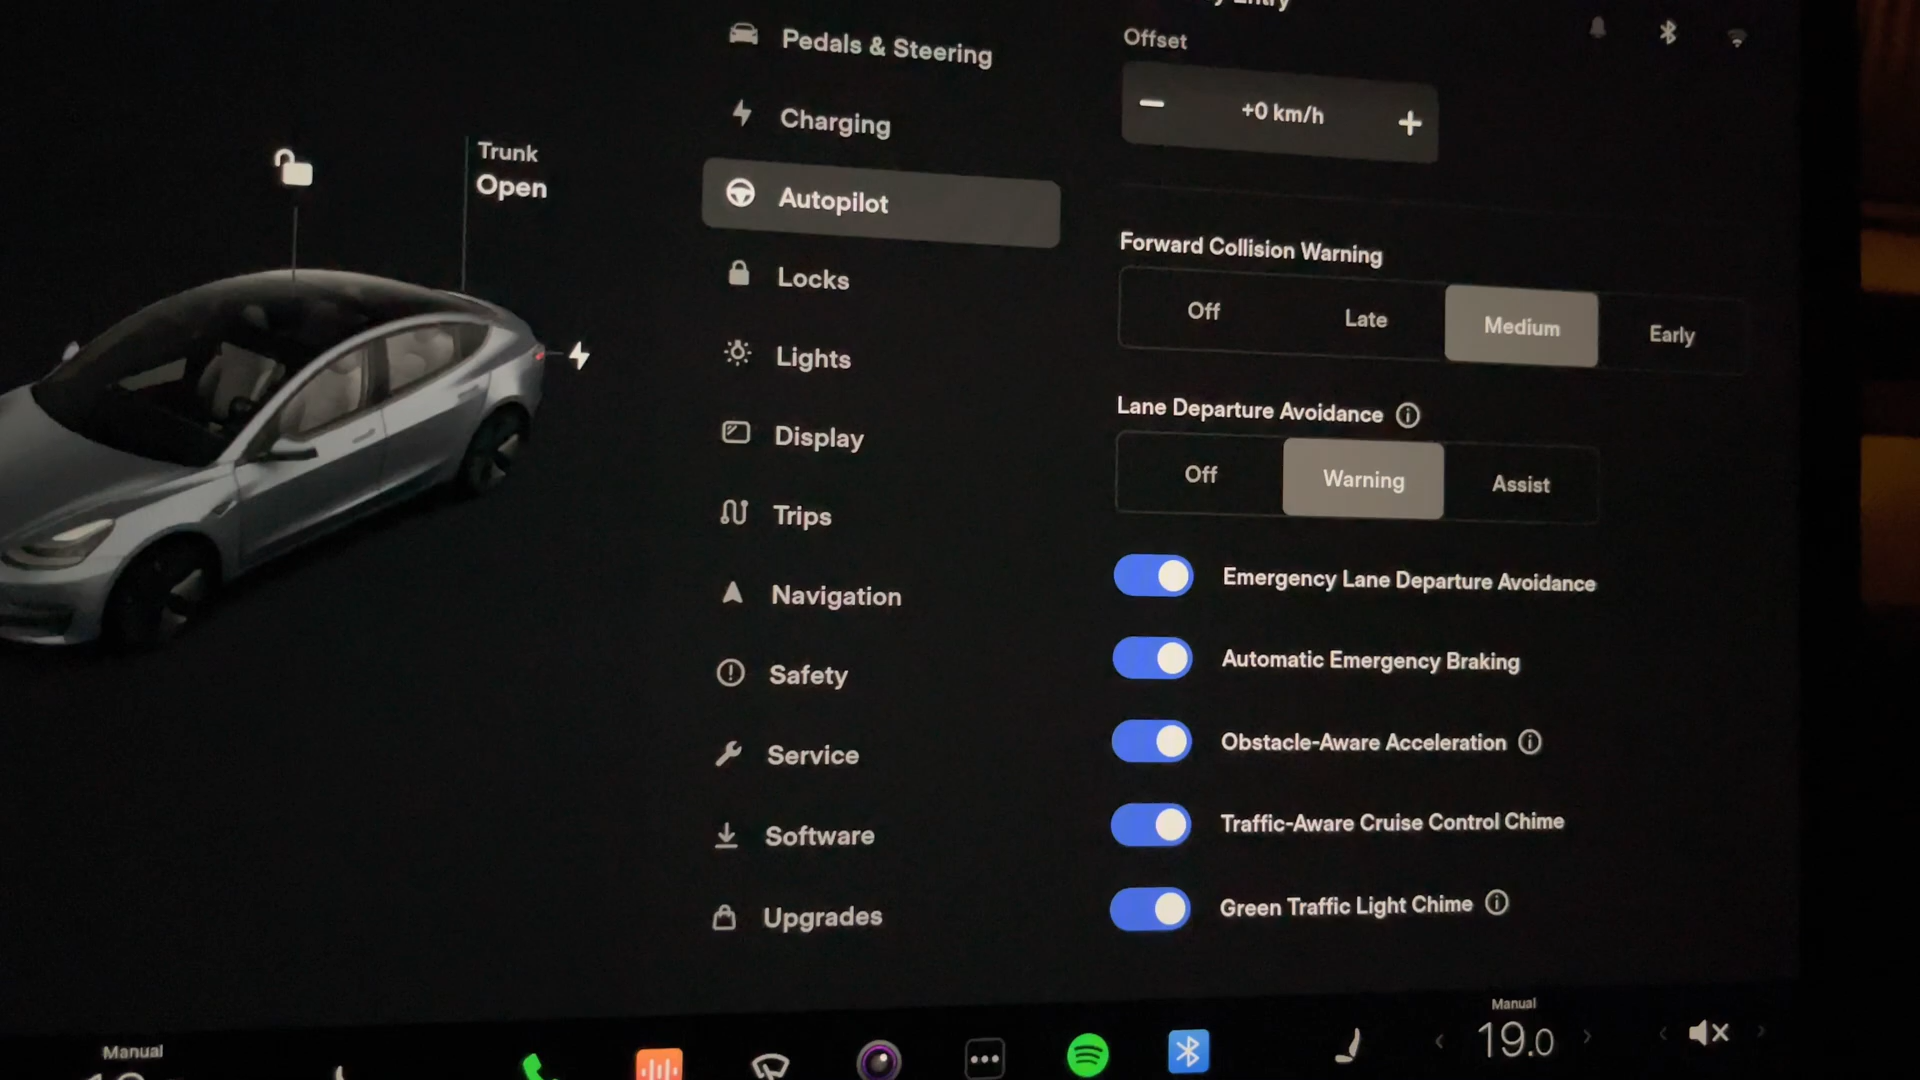 Trunk
Open
Pedals & Steering
Charging
Autopilot
Locks
Lights
Display
Trips
Navigation
Safety
Service
Software
Upgrades
Offset
+0 km/h
Forward Collision Warning
Off
Late
Medium
Early
Lane Departure Avoidance
Off
Warning
Assist
Emergency Lane Departure Avoidance
Automatic Emergency Braking
Obstacle-Aware Acceleration
Traffic-Aware Cruise Control Chime
Green Traffic Light Chime
Manual
Manual
19.0